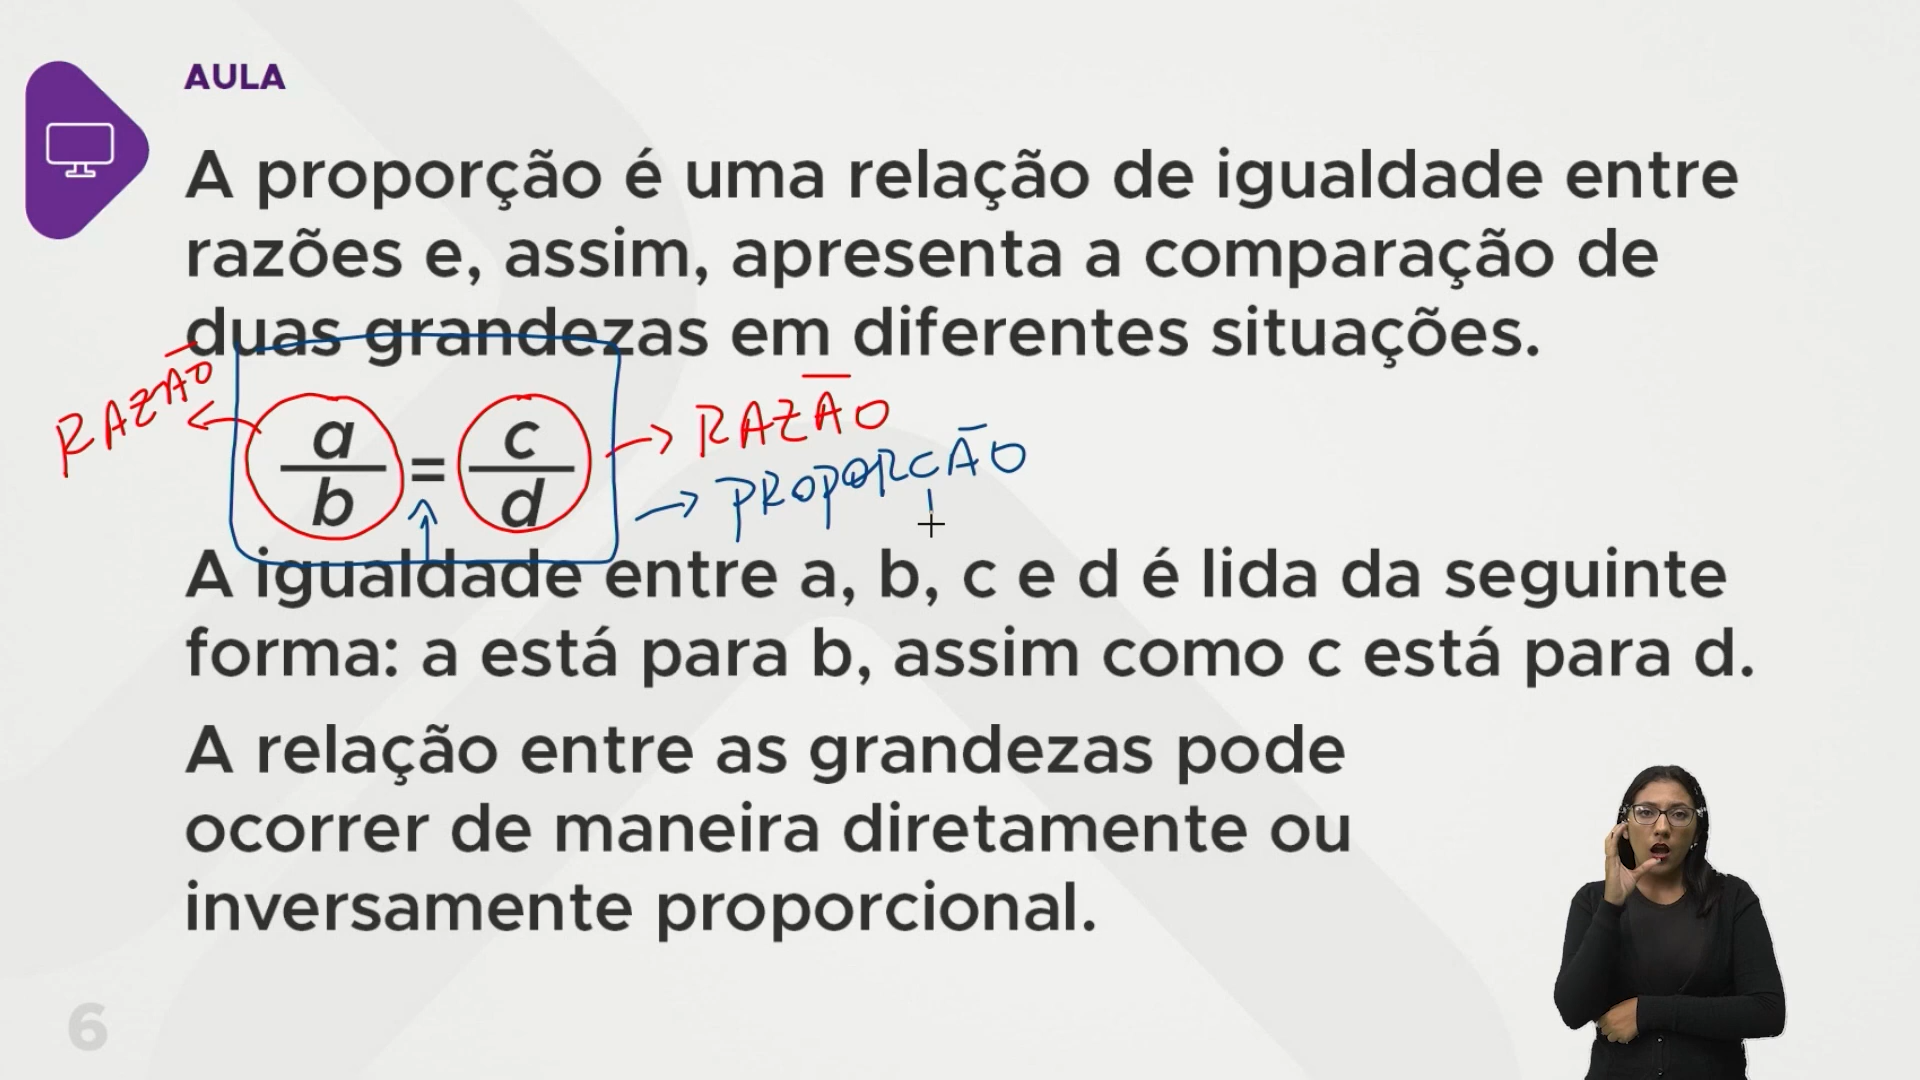 AULA
A proporção é uma relação de igualdade entre
razões e, assim, apresenta a comparação de
duas grandezas em diferentes situações.
RAZÃO
a/b = c/d
RAZÃO
PROPORÇÃO
A igualdade entre a, b, c e d é lida da seguinte
forma: a está para b, assim como c está para d.
A relação entre as grandezas pode
ocorrer de maneira diretamente ou
inversamente proporcional.
6